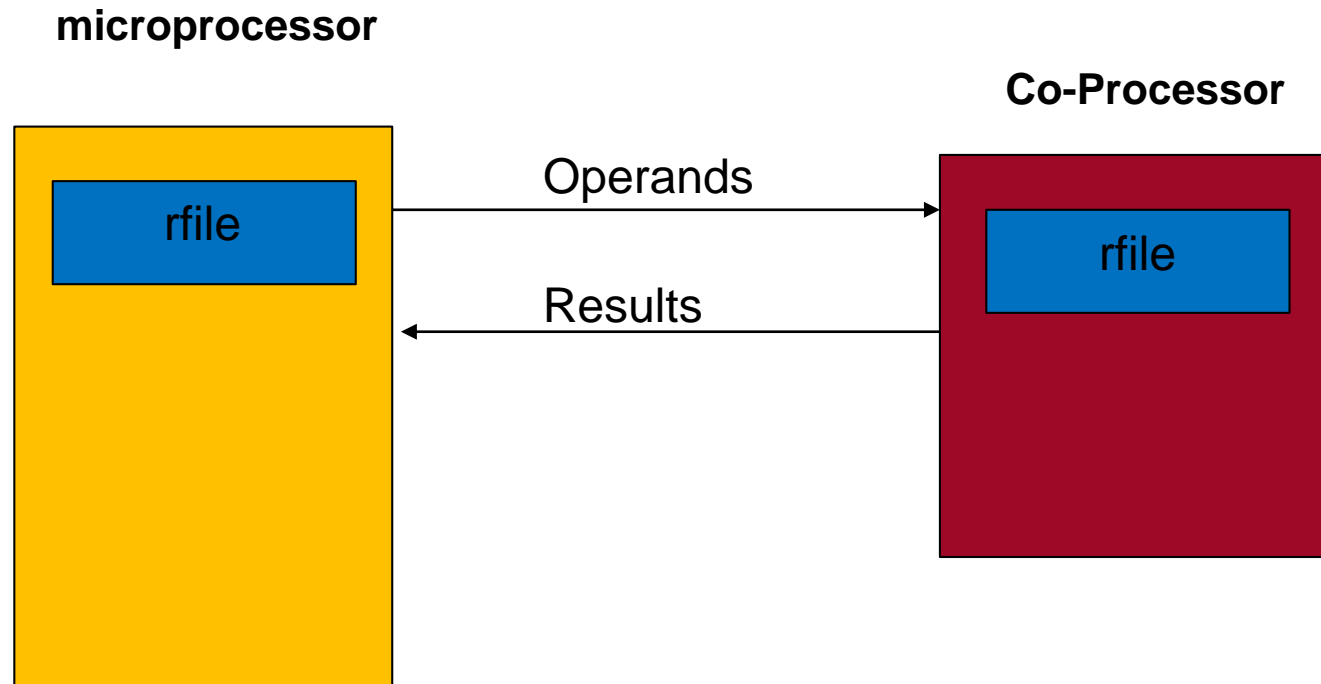 microprocessor
Co-Processor
Operands
rfile
rfile
Results